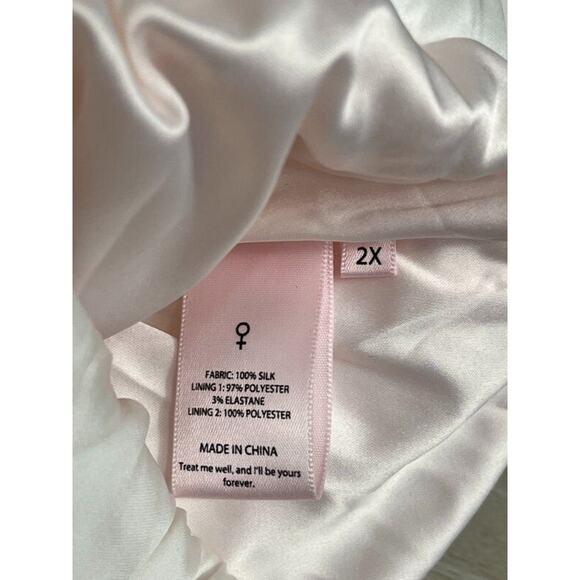 2X
FABRIC: 100% SILK
LINING 1: 97% POLYESTER
3% ELASTANE
LINING 2: 100% POLYESTER
MADE IN CHINA
Treat me well, and I'll be yours
forever.